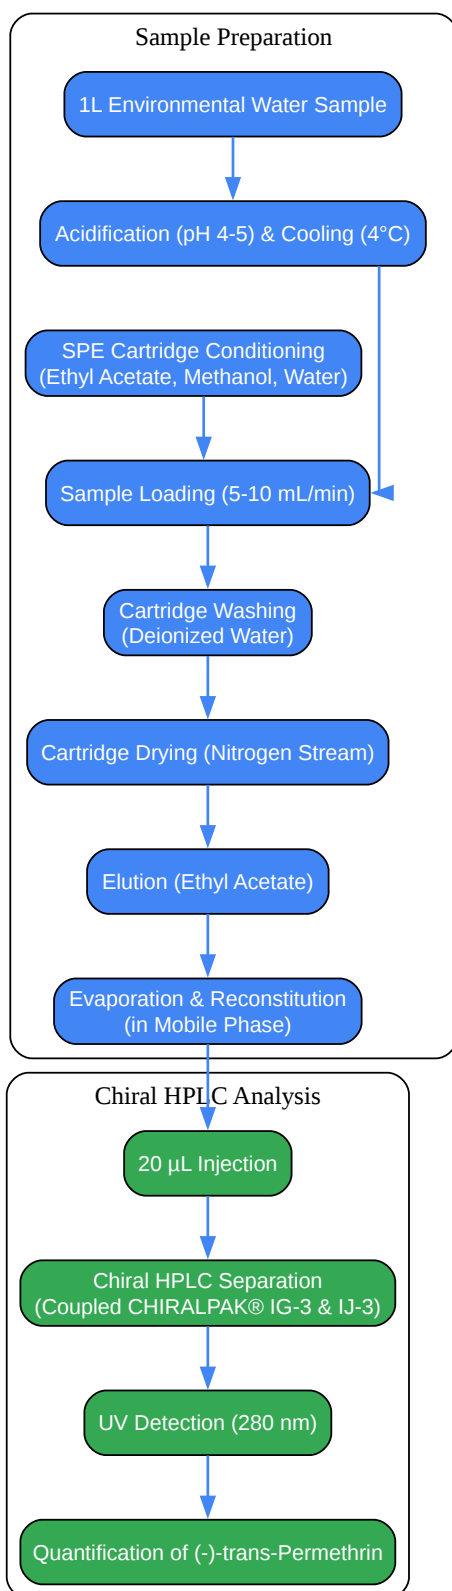 Sample Preparation
1L Environmental Water Sample
Acidification (pH 4-5) & Cooling (4°C)
SPE Cartridge Conditioning
(Ethyl Acetate, Methanol, Water)
Sample Loading (5-10 mL/min)
Cartridge Washing
(Deionized Water)
Cartridge Drying (Nitrogen Stream)
Elution (Ethyl Acetate)
Evaporation & Reconstitution
(in Mobile Phase)
Chiral HPLC Analysis
20 µL Injection
Chiral HPLC Separation
(Coupled CHIRALPAK® IG-3 & IJ-3)
UV Detection (280 nm)
Quantification of (-)-trans-Permethrin